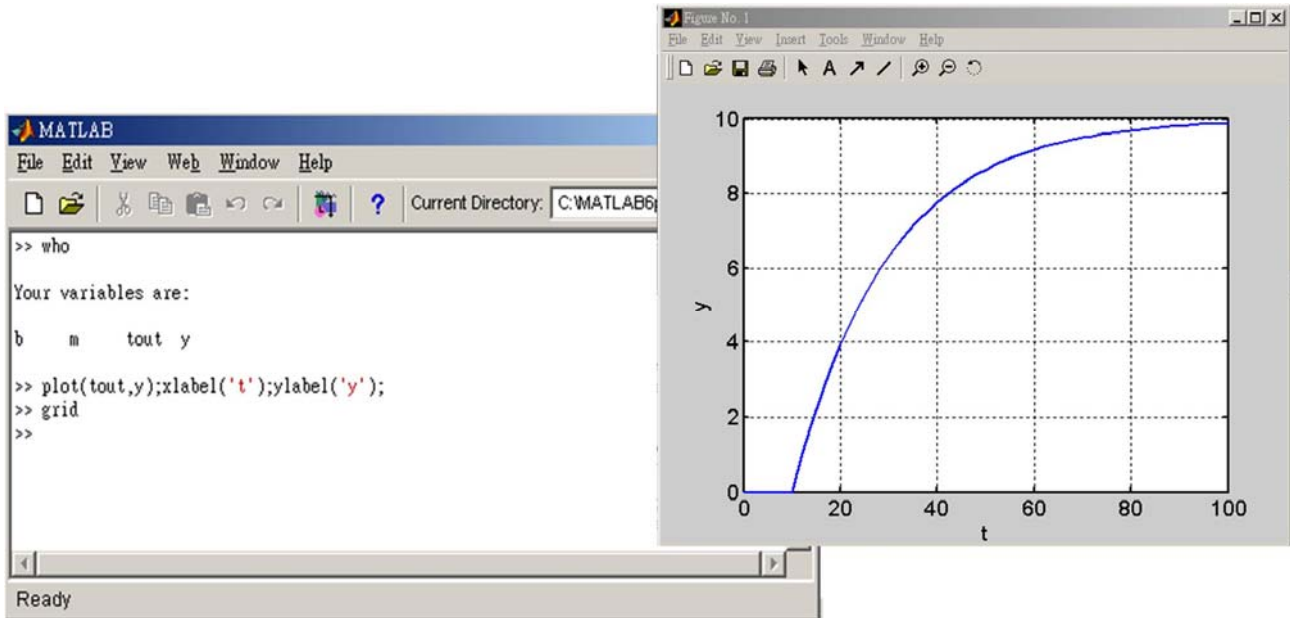 MATLAB
File Edit View Web Window Help
Current Directory: C:\MATLAB6p
>> who
Your variables are:
b m tout y
>> plot(tout,y);xlabel('t');ylabel('y');
>> grid
>>
Ready
Figure No. 1
File Edit View Insert Tools Window Help
A
10
8
6
4
2
0
y
0 20 40 60 80 100
t